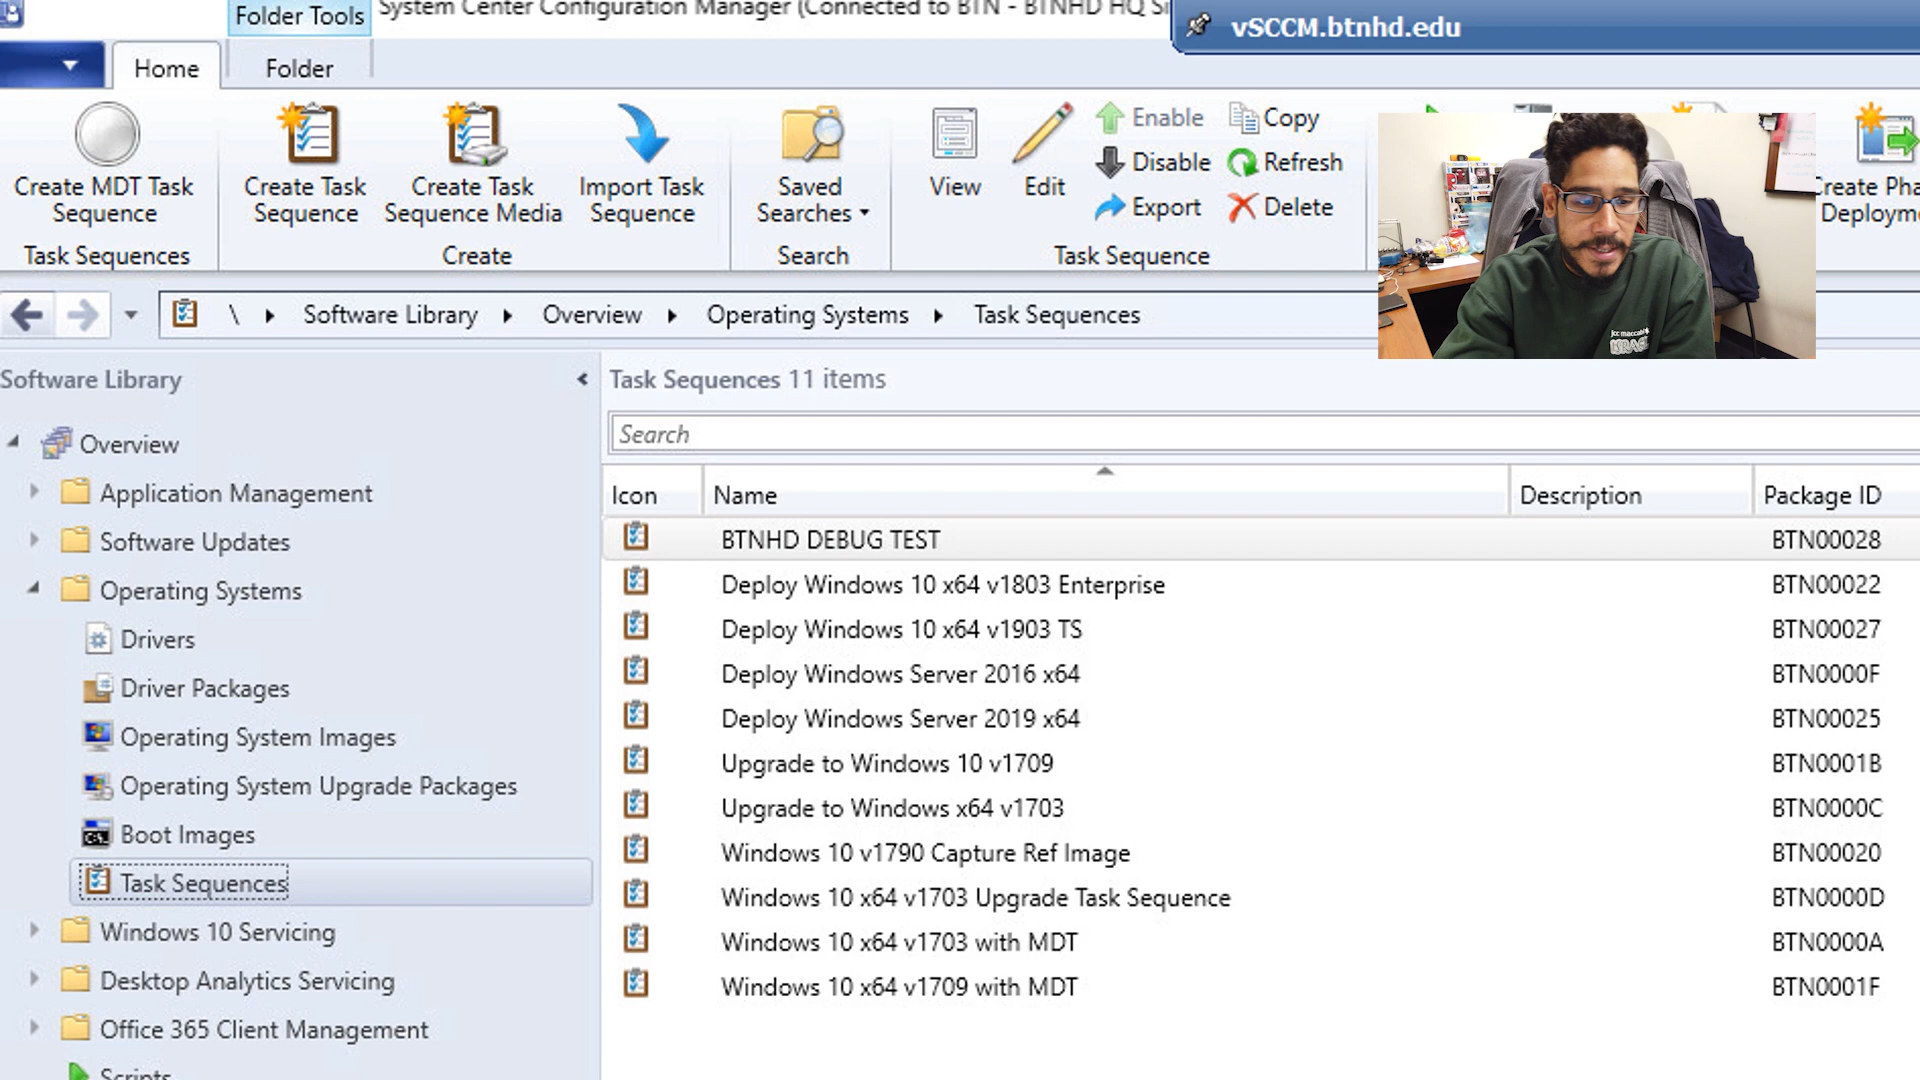 Folder Tools
System Center Configuration Manager (Connected to BTN - BTNHD HQ
vSCCM.btnhd.edu
Home
Folder
Create MDT Task Sequence
Task Sequences
Create Task Sequence
Create Task Sequence Media
Import Task Sequence
Create
Saved Searches
Search
View
Edit
Enable
Disable
Export
Copy
Refresh
Delete
Task Sequence
\ Software Library Overview Operating Systems Task Sequences
Software Library
Task Sequences 11 items
Search
Overview
Application Management
Software Updates
Operating Systems
Drivers
Driver Packages
Operating System Images
Operating System Upgrade Packages
Boot Images
Task Sequences
Windows 10 Servicing
Desktop Analytics Servicing
Office 365 Client Management
Scripts
Icon Name Description Package ID
BTNHD DEBUG TEST BTN00028
Deploy Windows 10 x64 v1803 Enterprise BTN00022
Deploy Windows 10 x64 v1903 TS BTN00027
Deploy Windows Server 2016 x64 BTN0000F
Deploy Windows Server 2019 x64 BTN00025
Upgrade to Windows 10 v1709 BTN0001B
Upgrade to Windows x64 v1703 BTN0000C
Windows 10 v1790 Capture Ref Image BTN00020
Windows 10 x64 v1703 Upgrade Task Sequence BTN0000D
Windows 10 x64 v1703 with MDT BTN0000A
Windows 10 x64 v1709 with MDT BTN0001F